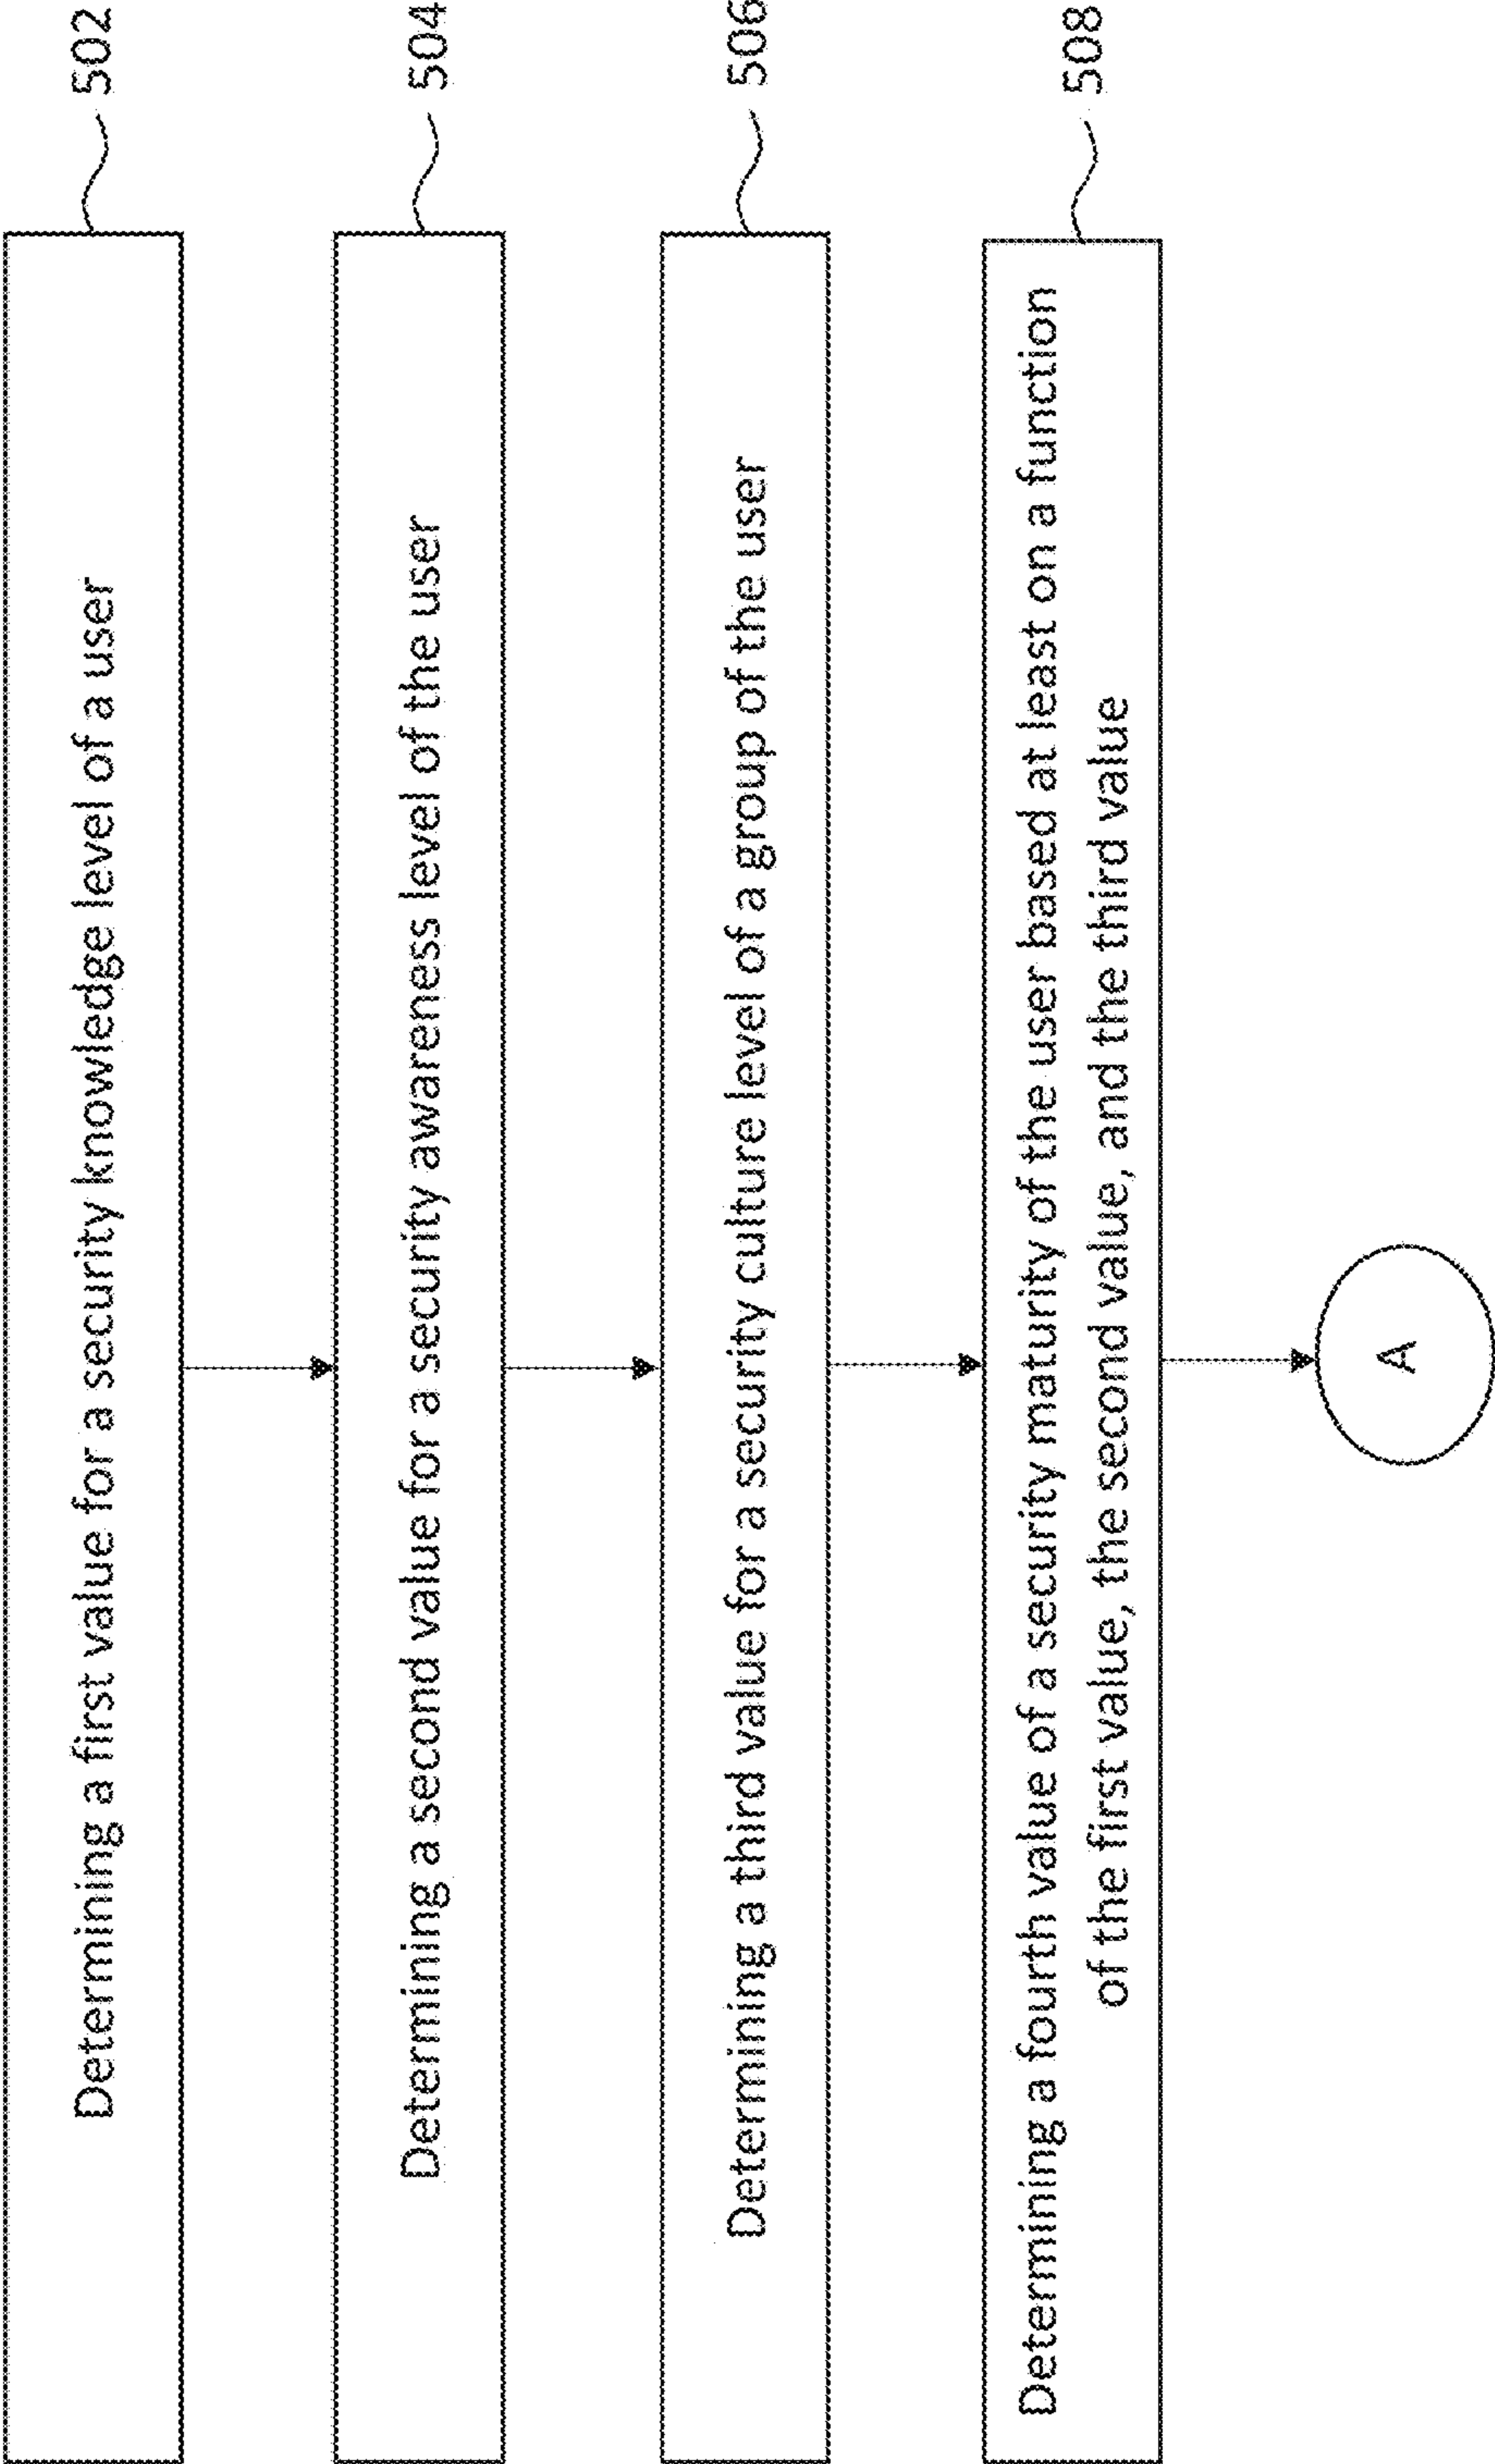 Determining a first value for a security knowledge level of a user
502
Determining a second value for a security awareness level of the user
504
Determining a third value for a security culture level of a group of the user
506
Determining a fourth value of a security maturity of the user based at least on a function
of the first value, the second value, and the third value
508
A